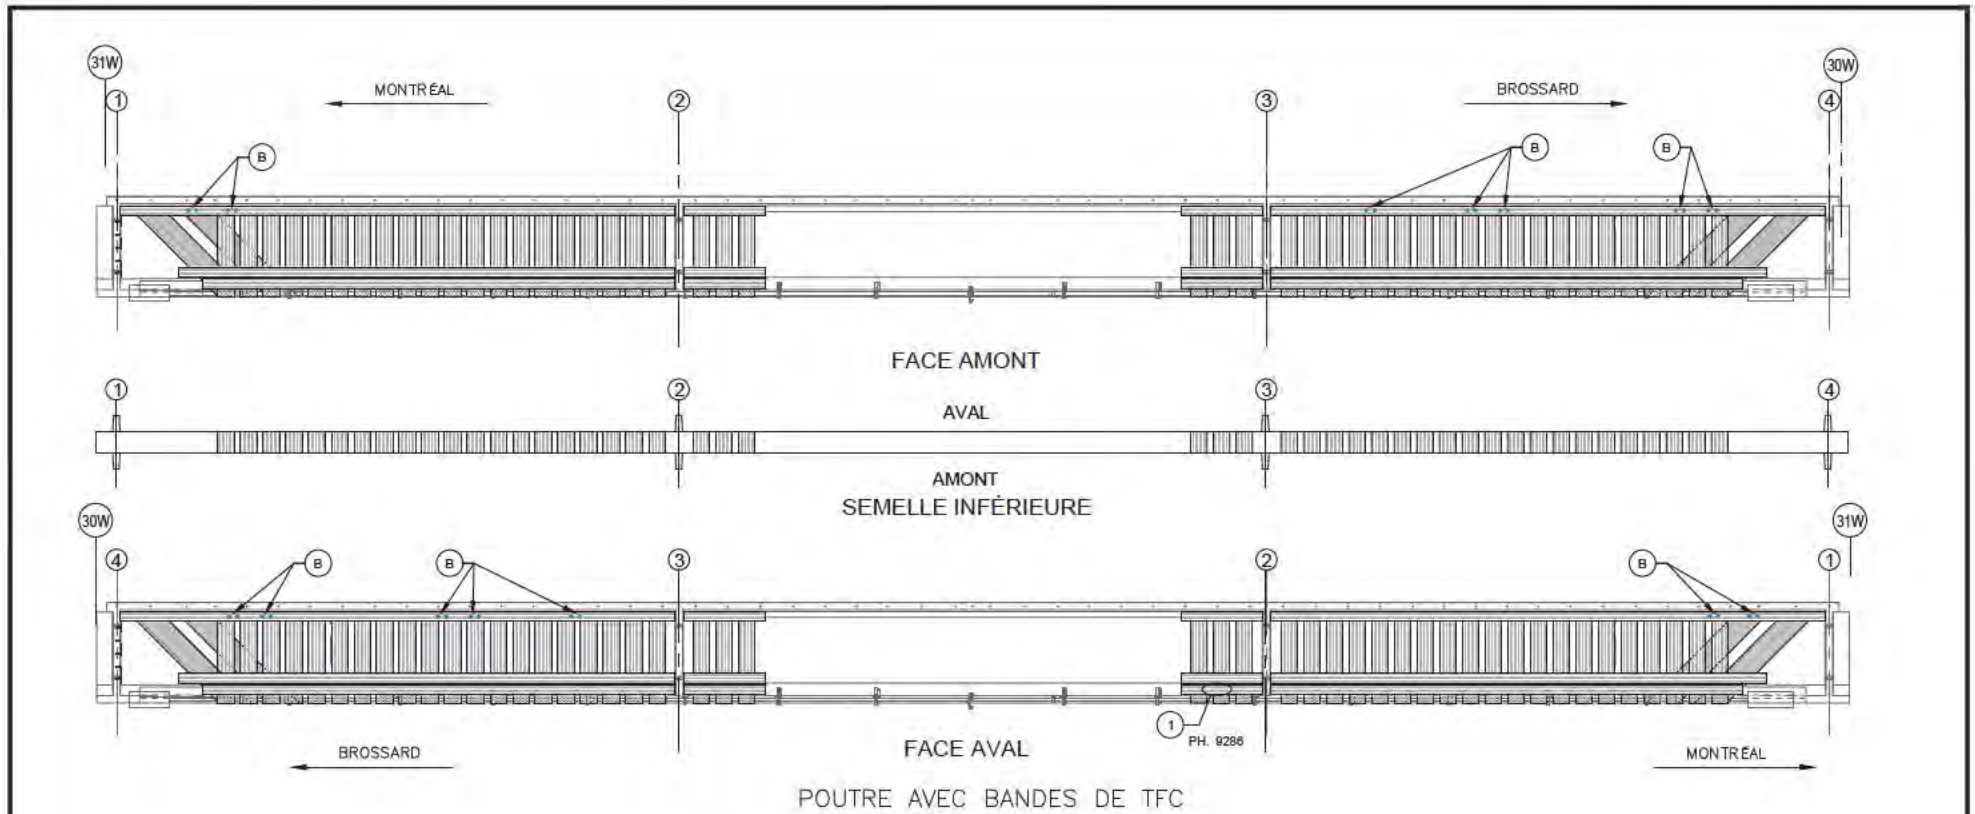 31W
30W
1
MONTRÉAL
2
3
BROSSARD
4
B
B
B
FACE AMONT
1
2
AVAL
3
4
AMONT
SEMELLE INFÉRIEURE
30W
31W
4
B
B
3
2
B
1
1
PH. 9286
BROSSARD
FACE AVAL
MONTRÉAL
POUTRE AVEC BANDES DE TFC